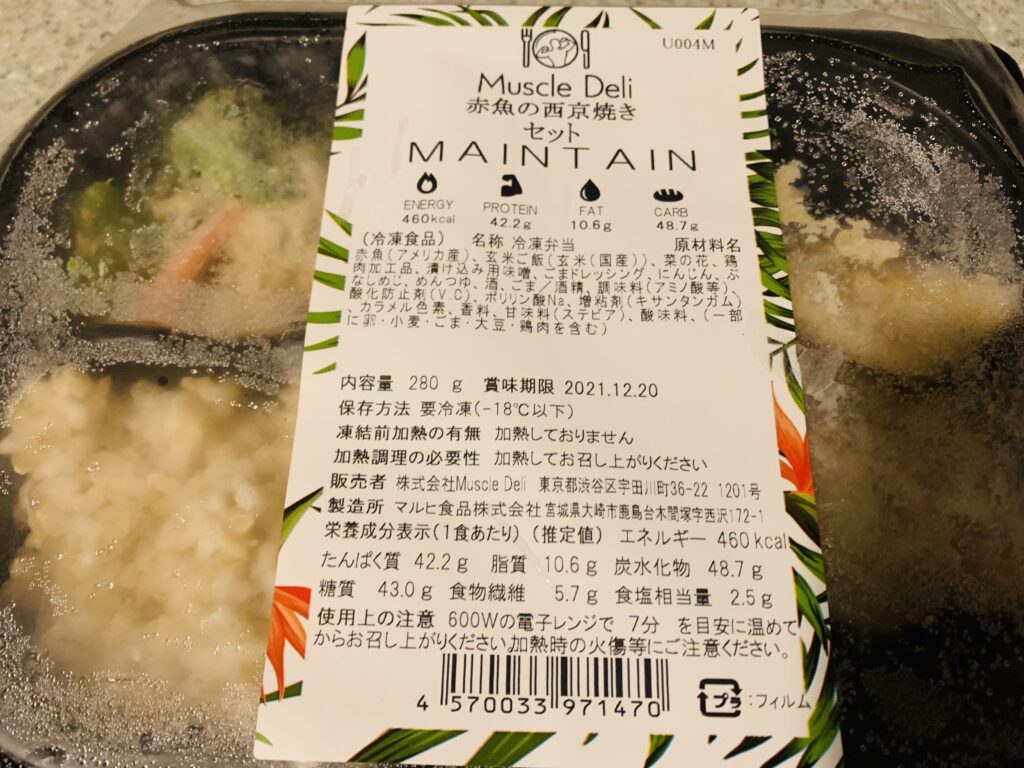 U004M
Muscle Deli
赤魚の西京焼き
セット
MAINTAIN
ENERGY PROTEIN FAT CARB
460kcal 42.2g 10.6g 48.7g
(冷凍食品) 名称 冷凍弁当 原材料名
赤魚(アメリカ産)、玄米ご飯(玄米(国産))、菜の花、鶏
肉加工品、漬け込み用味噌、ごまドレッシング、にんじん、ぶ
なしめじ、めんつゆ、酒、ごま/酒精、調味料(アミノ酸等)、
酸化防止剤(V.C)、ポリリン酸Na、増粘剤(キサンタンガム)
、カラメル色素、香料、甘味料(ステビア)、酸味料、(一部
に卵・小麦・ごま・大豆・鶏肉を含む)
内容量 280 g 賞味期限 2021.12.20
保存方法 要冷凍(-18℃以下)
凍結前加熱の有無 加熱しておりません
加熱調理の必要性 加熱してお召し上がりください
販売者 株式会社Muscle Deli 東京都渋谷区宇田川町36-22 1201号
製造所 マルヒ食品株式会社 宮城県大崎市鹿島台木間塚字西沢172-1
栄養成分表示(1食あたり) (推定値) エネルギー 460 kcal
たんぱく質 42.2 g 脂質 10.6 g 炭水化物 48.7 g
糖質 43.0 g 食物繊維 5.7 g 食塩相当量 2.5 g
使用上の注意 600Wの電子レンジで 7分 を目安に温めて
からお召し上がりください。加熱時の火傷等にご注意ください。
4 570033 971470
プラ :フィルム